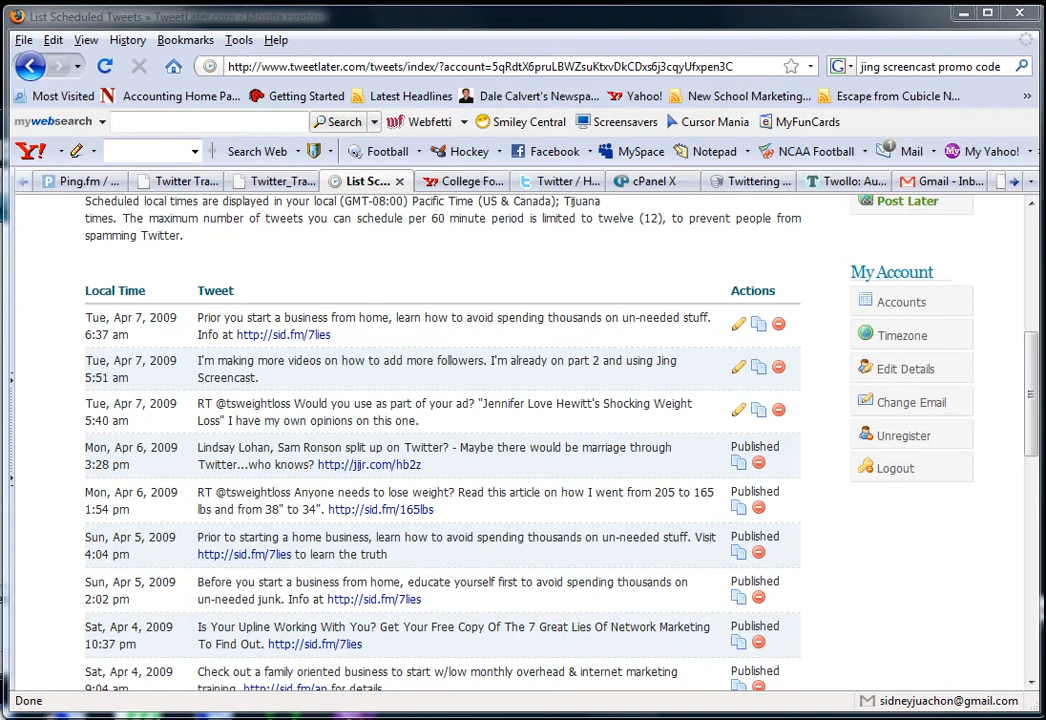 List Scheduled Tweets » TweetLater.com - Mozilla Firefox
File Edit View History Bookmarks Tools Help
http://www.tweetlater.com/tweets/index/?account=5qRdtX6pruLBWZsuKtxvDkCDxs6j3cqyUfxpen3C
jing screencast promo code
Most Visited Accounting Home Pa... Getting Started Latest Headlines Dale Calvert's Newspa... Yahoo! New School Marketing... Escape from Cubicle N... »
mywebsearch Search Webfetti Smiley Central Screensavers Cursor Mania MyFunCards
Y! Search Web Football Hockey Facebook MySpace Notepad NCAA Football Mail My Yahoo!
Ping.fm / ... Twitter Tra... Twitter_Tra... List Sc... College Fo... Twitter / H... cPanel X Twittering ... Twollo: Au... Gmail - Inb...
Scheduled local times are displayed in your local (GMT-08:00) Pacific Time (US & Canada); Tijuana
times. The maximum number of tweets you can schedule per 60 minute period is limited to twelve (12), to prevent people from
spamming Twitter.
Post Later
My Account
Accounts
Timezone
Edit Details
Change Email
Unregister
Logout
Local Time Tweet Actions
Tue, Apr 7, 2009 Prior you start a business from home, learn how to avoid spending thousands on un-needed stuff.
6:37 am Info at http://sid.fm/7lies
Tue, Apr 7, 2009 I'm making more videos on how to add more followers. I'm already on part 2 and using Jing
5:51 am Screencast.
Tue, Apr 7, 2009 RT @tsweightloss Would you use as part of your ad? "Jennifer Love Hewitt's Shocking Weight
5:40 am Loss" I have my own opinions on this one.
Mon, Apr 6, 2009 Lindsay Lohan, Sam Ronson split up on Twitter? - Maybe there would be marriage through Published
3:28 pm Twitter...who knows? http://jijr.com/hb2z
Mon, Apr 6, 2009 RT @tsweightloss Anyone needs to lose weight? Read this article on how I went from 205 to 165 Published
1:54 pm lbs and from 38" to 34". http://sid.fm/165lbs
Sun, Apr 5, 2009 Prior to starting a home business, learn how to avoid spending thousands on un-needed stuff. Visit Published
4:04 pm http://sid.fm/7lies to learn the truth
Sun, Apr 5, 2009 Before you start a business from home, educate yourself first to avoid spending thousands on Published
2:02 pm un-needed junk. Info at http://sid.fm/7lies
Sat, Apr 4, 2009 Is Your Upline Working With You? Get Your Free Copy Of The 7 Great Lies Of Network Marketing Published
10:37 pm To Find Out. http://sid.fm/7lies
Sat, Apr 4, 2009 Check out a family oriented business to start w/low monthly overhead & internet marketing Published
9:04 am training. http://sid.fm/ap for details
Done sidneyjuachon@gmail.com